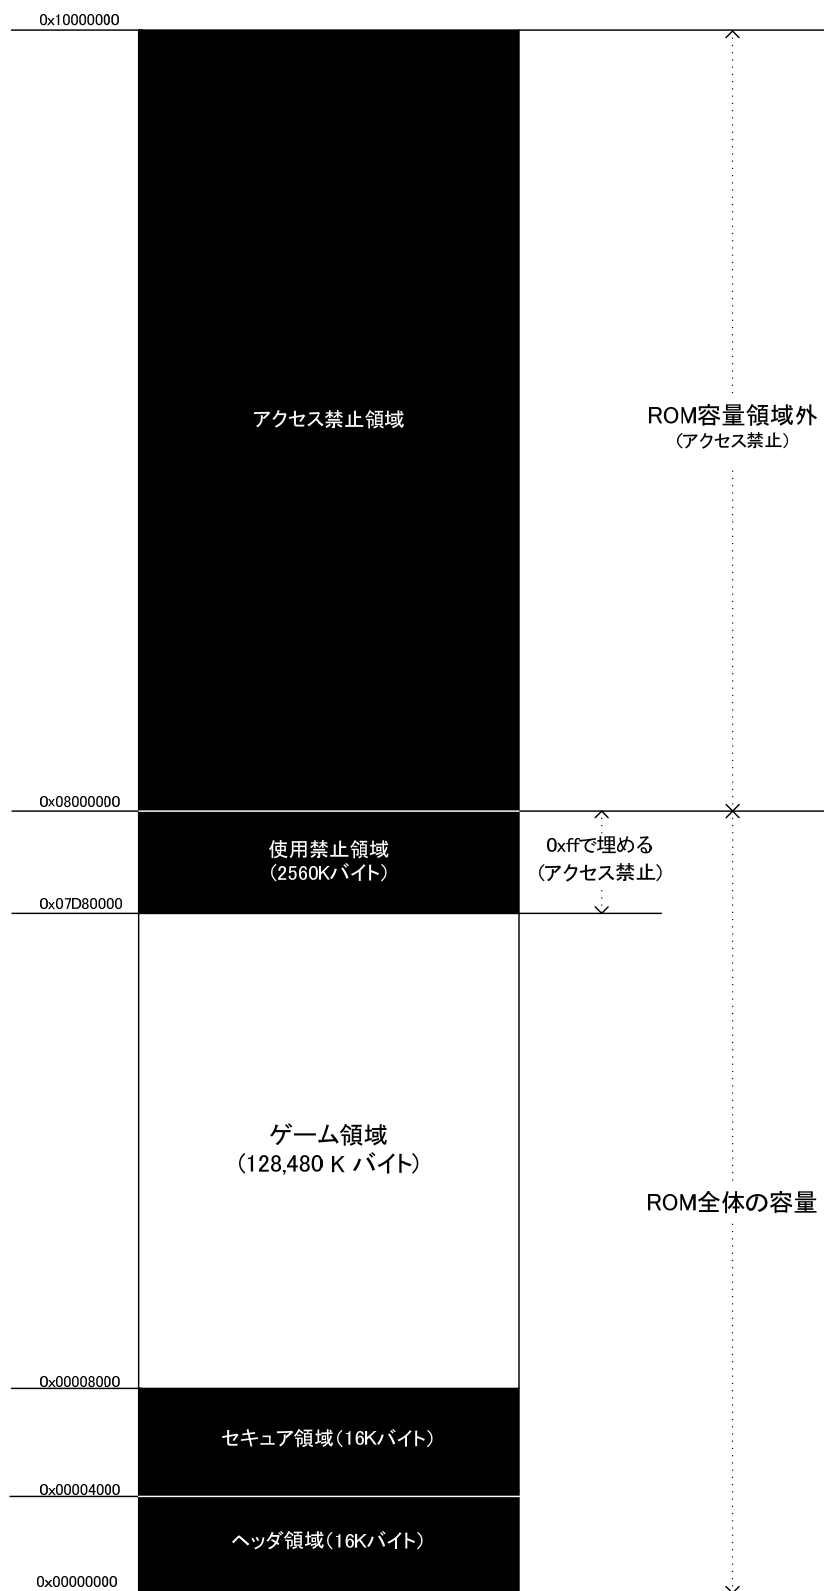 0x10000000
アクセス禁止領域
ROM容量領域外
(アクセス禁止)
0x08000000
使用禁止領域
(2560Kバイト)
0xffで埋める
(アクセス禁止)
0x07D80000
ゲーム領域
(128,480 K バイト)
ROM全体の容量
0x00008000
セキュア領域(16Kバイト)
0x00004000
ヘッダ領域(16Kバイト)
0x00000000